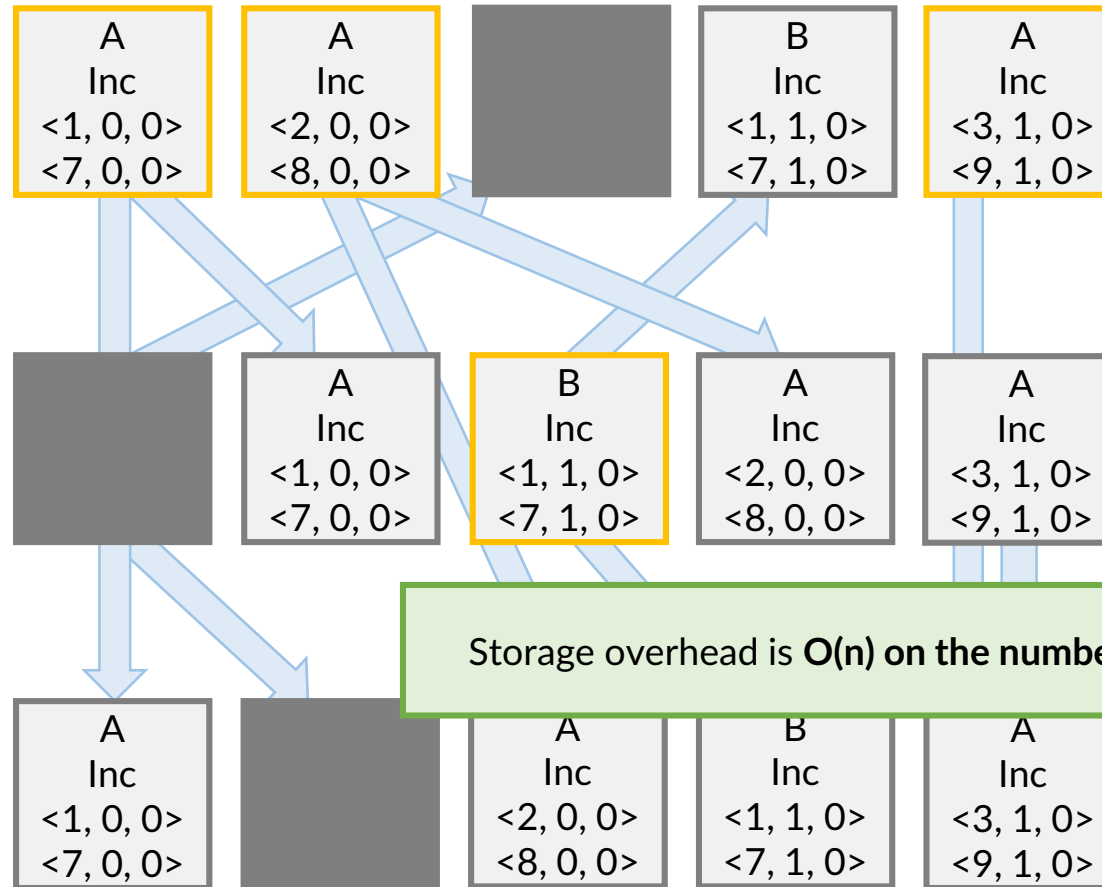 A
Inc
<1, 0, 0>
<7, 0, 0>
A
Inc
<2, 0, 0>
<8, 0, 0>
B
Inc
<1, 1, 0>
<7, 1, 0>
A
Inc
<3, 1, 0>
<9, 1, 0>
A
Inc
<1, 0, 0>
<7, 0, 0>
B
Inc
<1, 1, 0>
<7, 1, 0>
A
Inc
<2, 0, 0>
<8, 0, 0>
A
Inc
<3, 1, 0>
<9, 1, 0>
Storage overhead is O(n) on the numbe
A
Inc
<1, 0, 0>
<7, 0, 0>
A
Inc
<2, 0, 0>
<8, 0, 0>
B
Inc
<1, 1, 0>
<7, 1, 0>
A
Inc
<3, 1, 0>
<9, 1, 0>